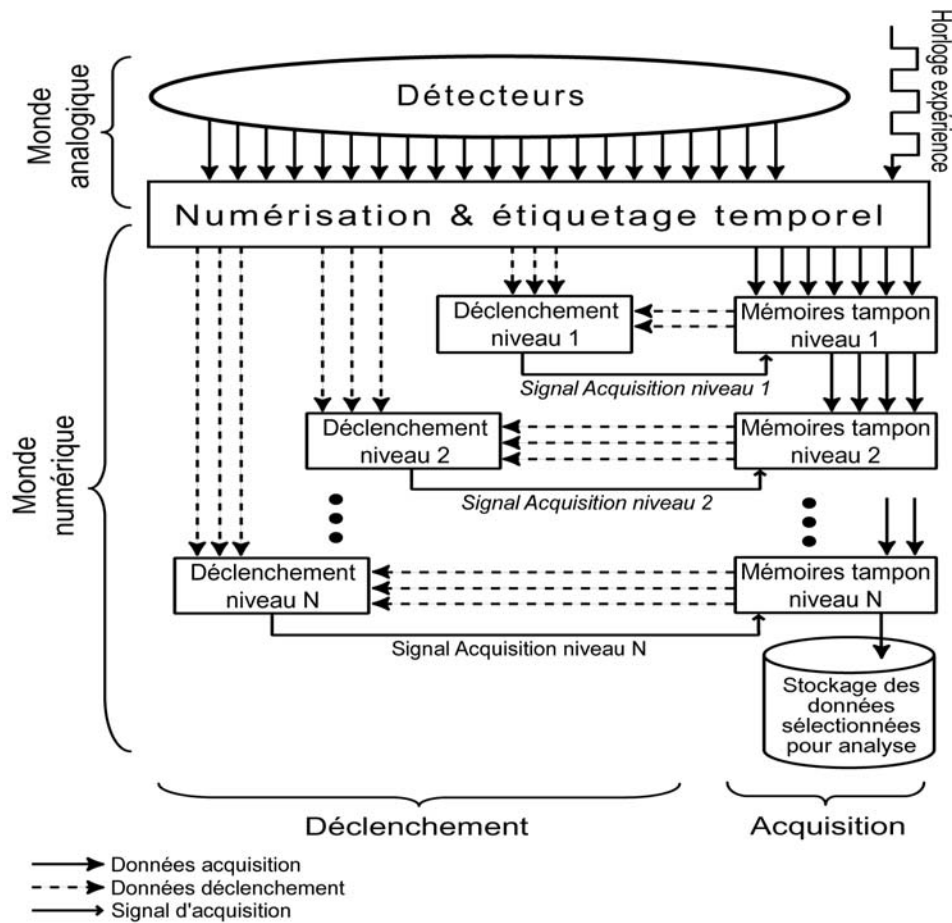 Horloge expérience
Monde
analogique
Détecteurs
Numérisation & étiquetage temporel
Monde
numérique
Déclenchement
niveau 1
Mémoires tampon
niveau 1
Signal Acquisition niveau 1
Déclenchement
niveau 2
Mémoires tampon
niveau 2
Signal Acquisition niveau 2
Déclenchement
niveau N
Mémoires tampon
niveau N
Signal Acquisition niveau N
Stockage des
données
sélectionnées
pour analyse
Déclenchement
Acquisition
Données acquisition
Données déclenchement
Signal d'acquisition